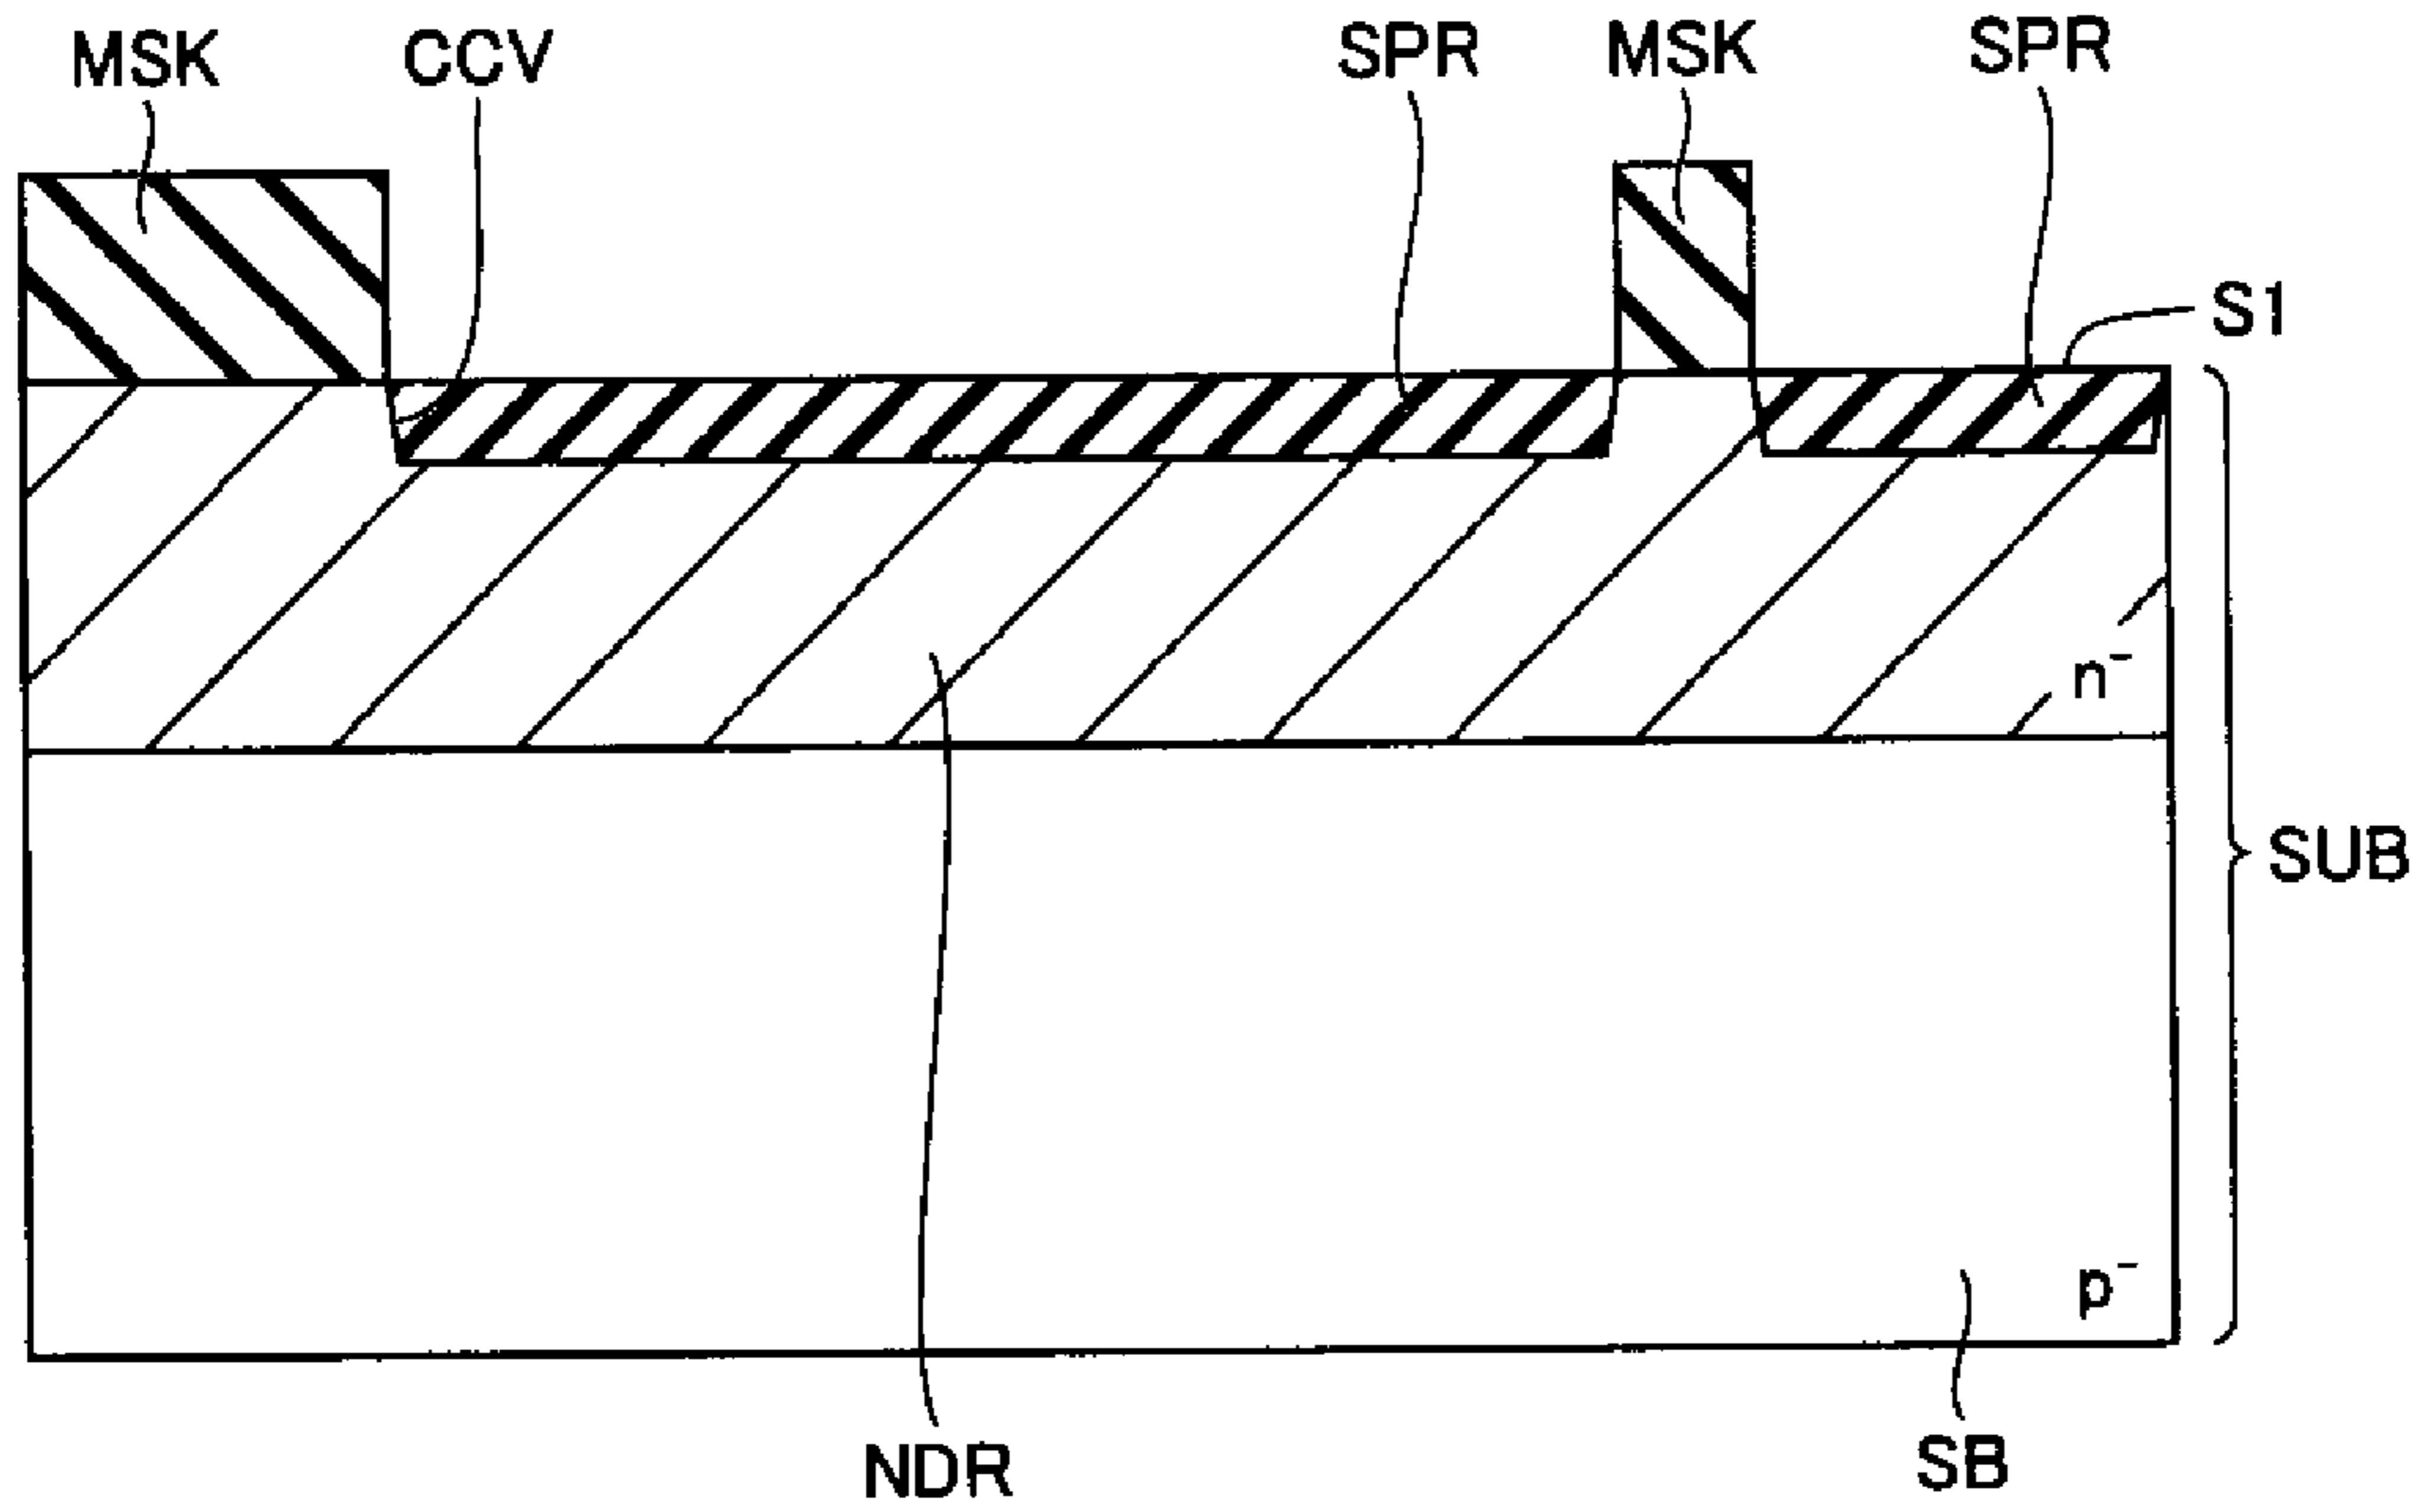 MSK CCV SPR MSK SPR
S1
n⁻
SUB
p⁻
NDR SB